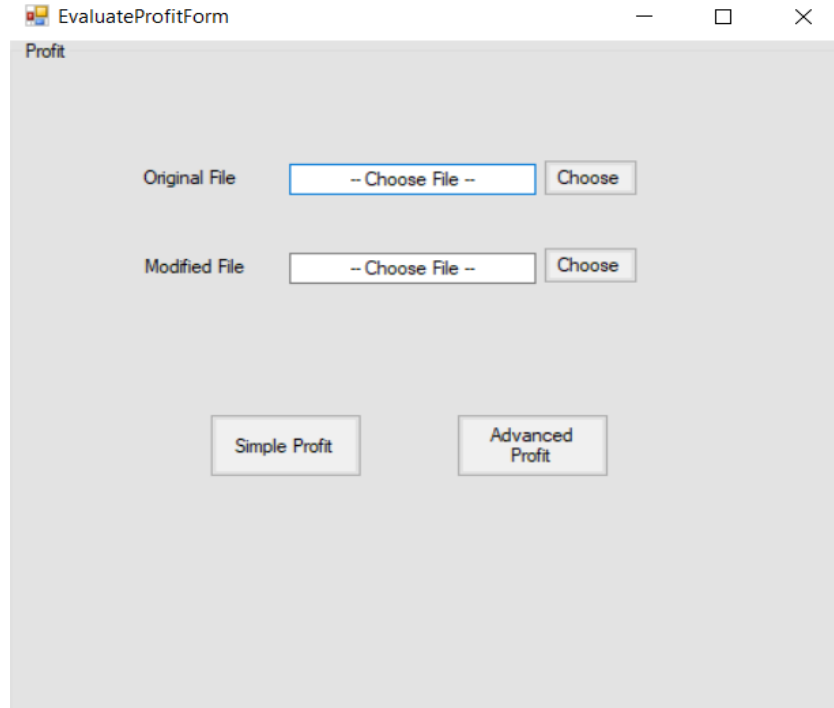 EvaluateProfitForm
Profit
Original File -- Choose File -- Choose
Modified File -- Choose File -- Choose
Simple Profit
Advanced
Profit